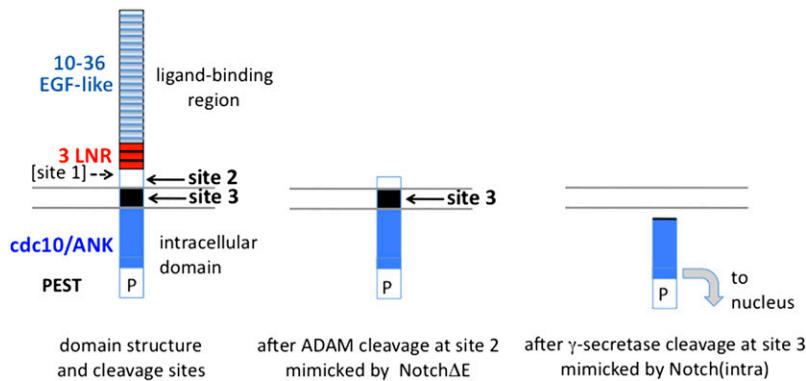 10-36
EGF-like
ligand-binding
region
3 LNR
[site 1]
site 2
site 3
site 3
cdc10/ANK
intracellular
domain
PEST
P
P
P
to
nucleus
domain structure
and cleavage sites
after ADAM cleavage at site 2
mimicked by NotchΔE
after γ-secretase cleavage at site 3
mimicked by Notch(intra)